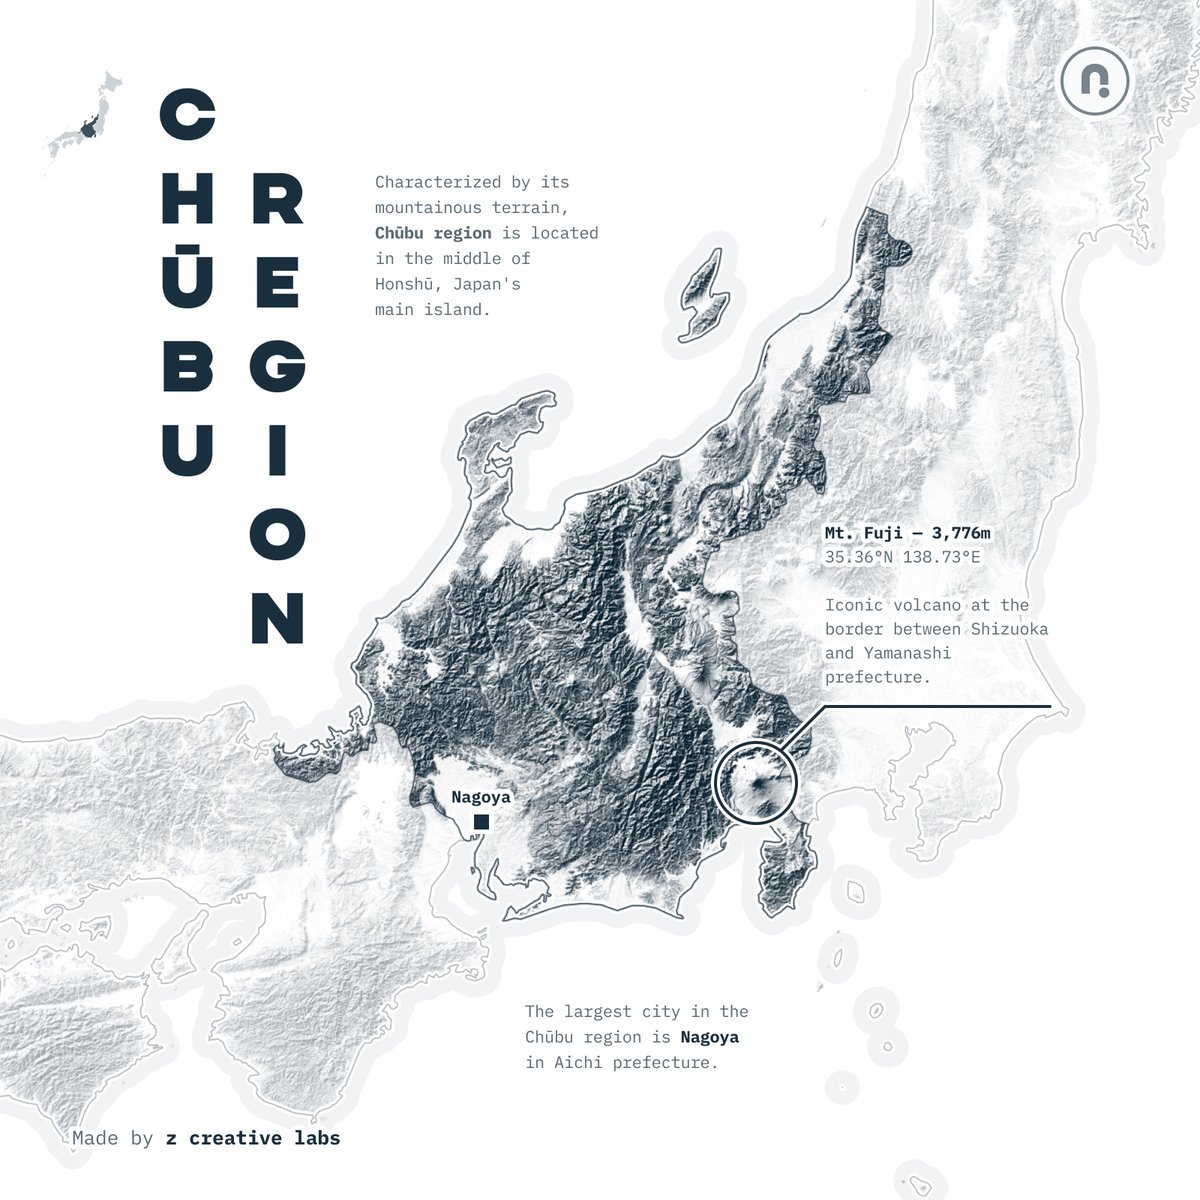 CHŪBU
REGION
Characterized by its
mountainous terrain,
Chūbu region is located
in the middle of
Honshū, Japan's
main island.
Mt. Fuji — 3,776m
35.36°N 138.73°E
Iconic volcano at the
border between Shizuoka
and Yamanashi
prefecture.
Nagoya
The largest city in the
Chūbu region is Nagoya
in Aichi prefecture.
Made by z creative labs